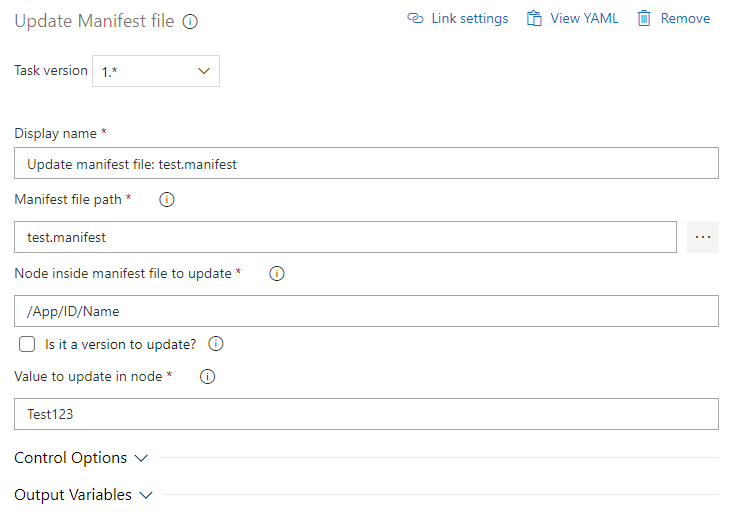 Update Manifest file
Link settings View YAML Remove
Task version 1.*
Display name *
Update manifest file: test.manifest
Manifest file path *
test.manifest ...
Node inside manifest file to update *
/App/ID/Name
Is it a version to update?
Value to update in node *
Test123
Control Options
Output Variables